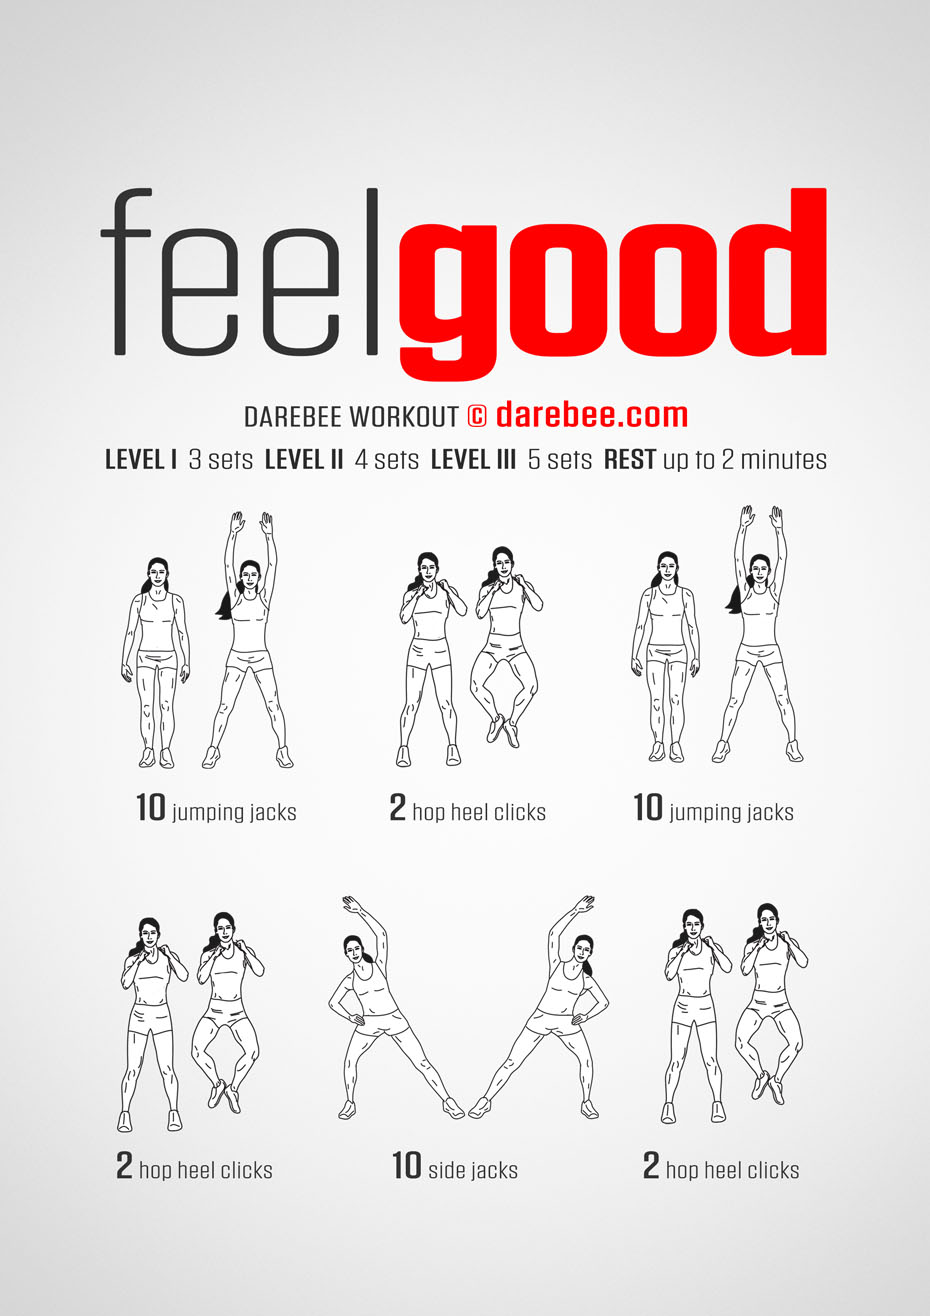 feelgood
DAREBEE WORKOUT © darebee.com
LEVEL I 3 sets LEVEL II 4 sets LEVEL III 5 sets REST up to 2 minutes
10 jumping jacks
2 hop heel clicks
10 jumping jacks
2 hop heel clicks
10 side jacks
2 hop heel clicks